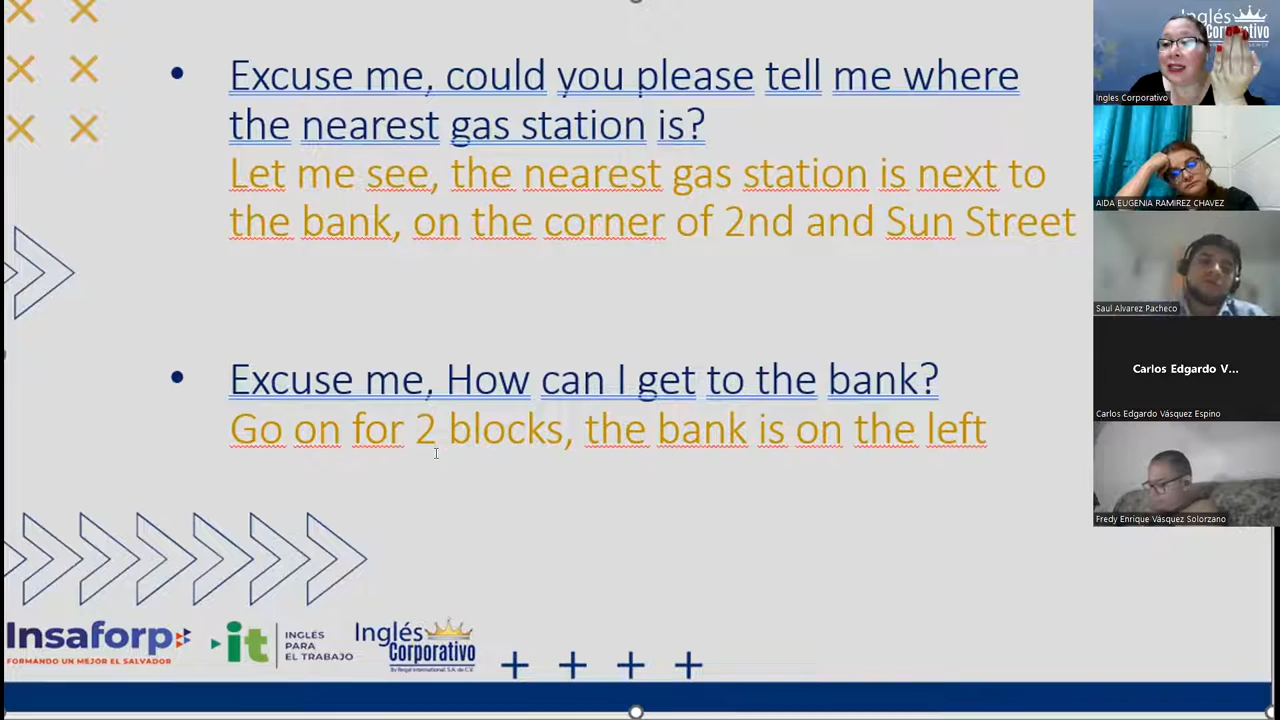 Excuse me, could you please tell me where
the nearest gas station is?
Let me see, the nearest gas station is next to
the bank, on the corner of 2nd and Sun Street
Excuse me, How can I get to the bank?
Go on for 2 blocks, the bank is on the left
Insaforp
FORMANDO UN MEJOR EL SALVADOR
it
INGLÉS
PARA
EL TRABAJO
Inglés
Corporativo
By Regal International, S.A. de C.V.
Inglés
Corporativo
Ingles Corporativo
AIDA EUGENIA RAMIREZ CHAVEZ
Saul Alvarez Pacheco
Carlos Edgardo V...
Carlos Edgardo Vásquez Espino
Fredy Enrique Vásquez Solorzano